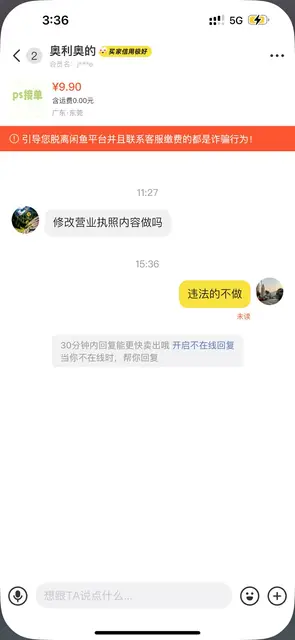 3:36
5G
2
奥利奥的
买家信用极好
会员名: j***o
ps接单
¥9.90
含运费0.00元
广东·东莞
引导您脱离闲鱼平台并且联系客服缴费的都是诈骗行为！
11:27
修改营业执照内容做吗
15:36
违法的不做
未读
30分钟内回复能更快卖出哦 开启不在线回复
当你不在线时，帮你回复
想跟TA说点什么...